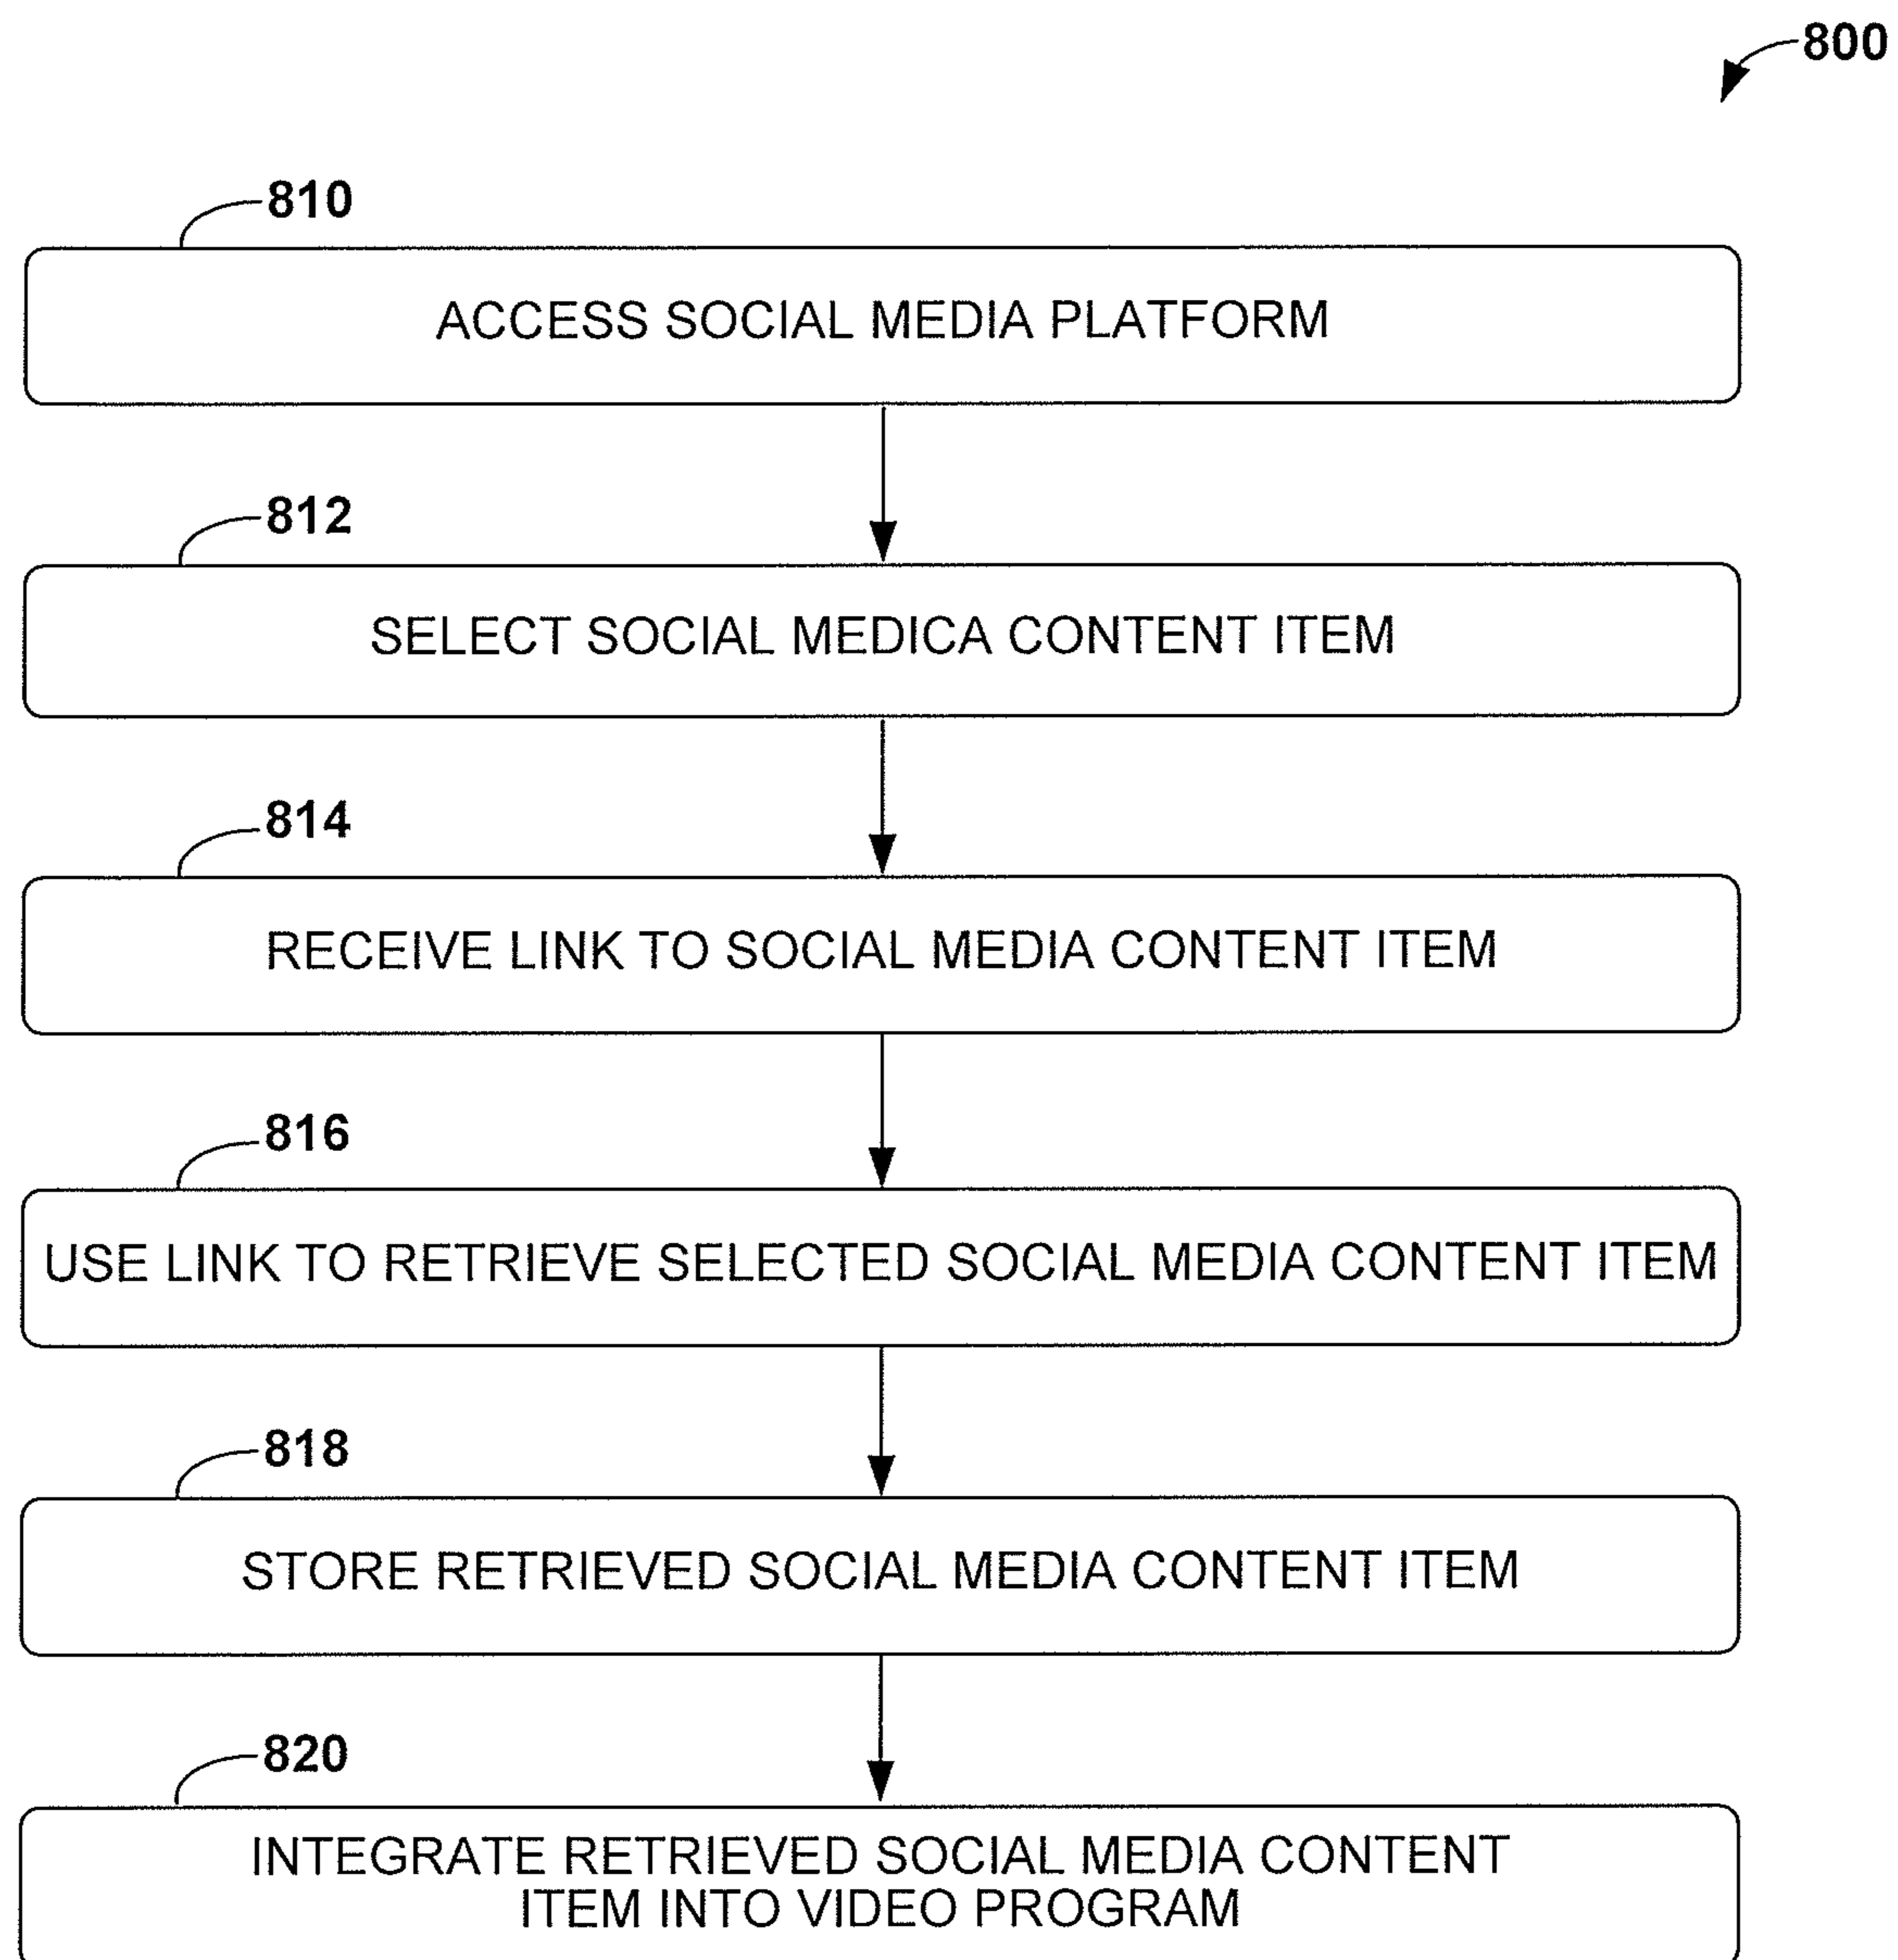 800
810
ACCESS SOCIAL MEDIA PLATFORM
812
SELECT SOCIAL MEDICA CONTENT ITEM
814
RECEIVE LINK TO SOCIAL MEDIA CONTENT ITEM
816
USE LINK TO RETRIEVE SELECTED SOCIAL MEDIA CONTENT ITEM
818
STORE RETRIEVED SOCIAL MEDIA CONTENT ITEM
820
INTEGRATE RETRIEVED SOCIAL MEDIA CONTENT
ITEM INTO VIDEO PROGRAM